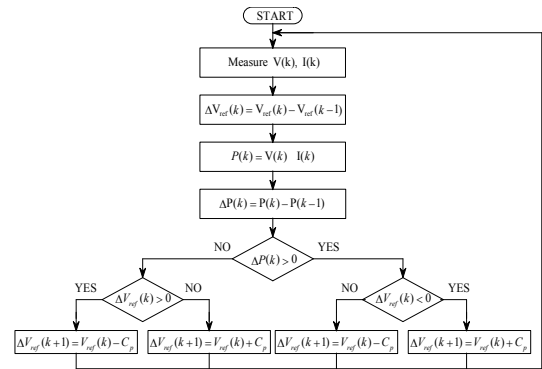 START
Measure V(k), I(k)
ΔV_ref(k) = V_ref(k) − V_ref(k−1)
P(k) = V(k) I(k)
ΔP(k) = P(k) − P(k−1)
NO
ΔP(k) > 0
YES
YES
ΔV_ref(k) > 0
NO
NO
ΔV_ref(k) < 0
YES
ΔV_ref(k+1) = V_ref(k) − C_p
ΔV_ref(k+1) = V_ref(k) + C_p
ΔV_ref(k+1) = V_ref(k) − C_p
ΔV_ref(k+1) = V_ref(k) + C_p